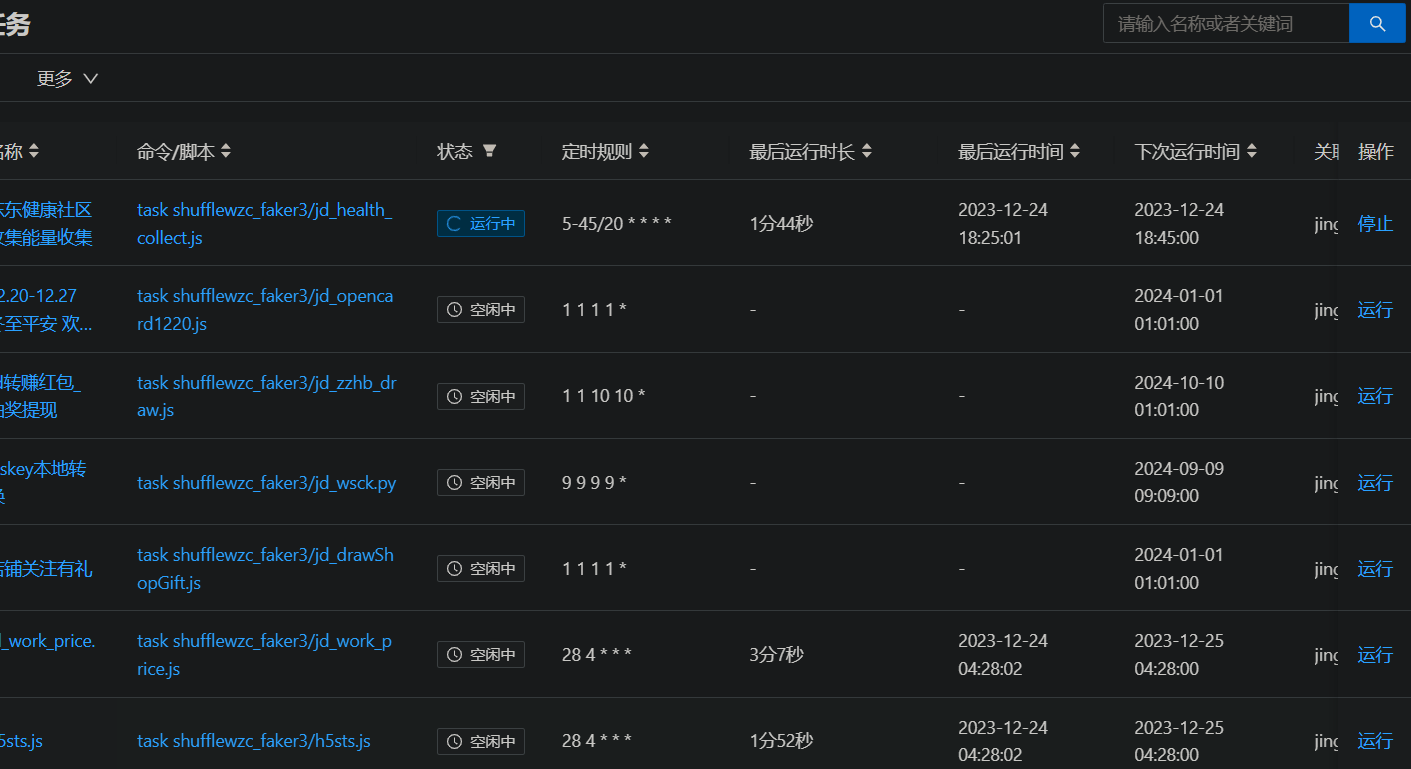 任务
请输入名称或者关键词
更多
名称 命令/脚本 状态 定时规则 最后运行时长 最后运行时间 下次运行时间 关联 操作
东东健康社区 task shufflewzc_faker3/jd_health_ 2023-12-24 2023-12-24
运行中 5-45/20 * * * * 1分44秒 jing 停止
收集能量收集 collect.js 18:25:01 18:45:00
2.20-12.27 task shufflewzc_faker3/jd_openca 2024-01-01
空闲中 1 1 1 1 * - - jing 运行
冬至平安 欢... rd1220.js 01:01:00
转赚红包_ task shufflewzc_faker3/jd_zzhb_dr 2024-10-10
空闲中 1 1 10 10 * - - jing 运行
抽奖提现 aw.js 01:01:00
skey本地转 2024-09-09
task shufflewzc_faker3/jd_wsck.py 空闲中 9 9 9 9 * - - jing 运行
换 09:09:00
task shufflewzc_faker3/jd_drawSh 2024-01-01
店铺关注有礼 空闲中 1 1 1 1 * - - jing 运行
opGift.js 01:01:00
_work_price. task shufflewzc_faker3/jd_work_p 2023-12-24 2023-12-25
空闲中 28 4 * * * 3分7秒 jing 运行
rice.js 04:28:02 04:28:00
2023-12-24 2023-12-25
5sts.js task shufflewzc_faker3/h5sts.js 空闲中 28 4 * * * 1分52秒 jing 运行
04:28:02 04:28:00